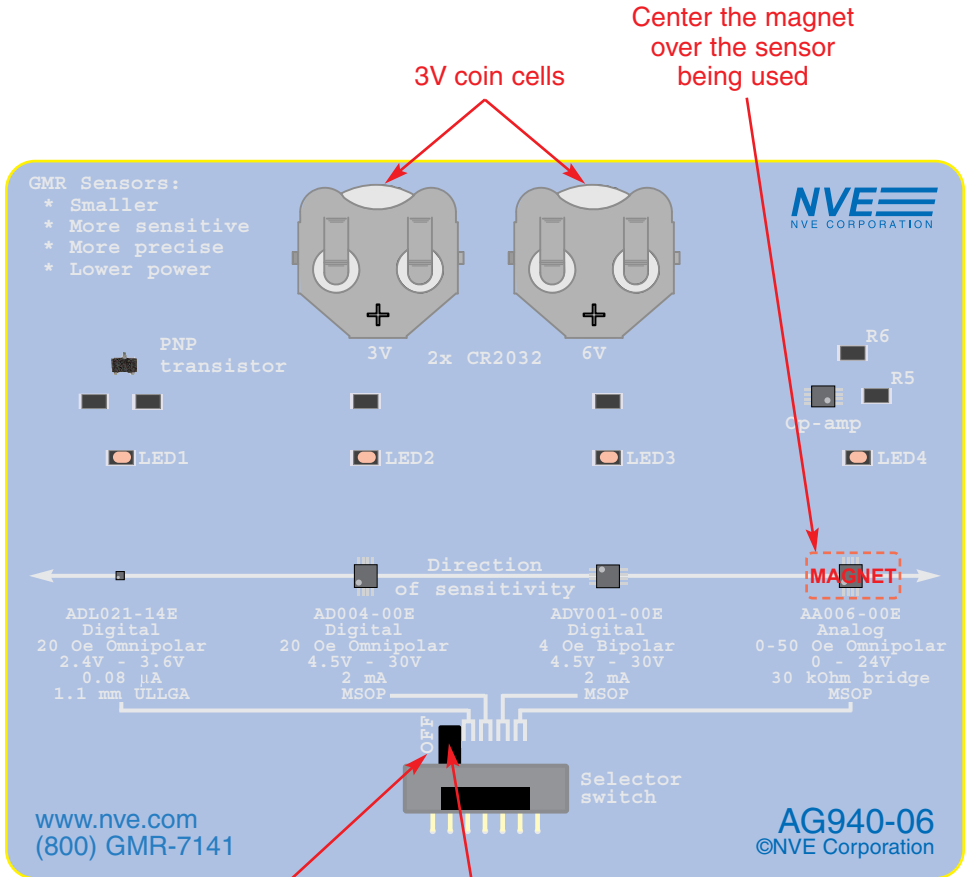 Center the magnet
over the sensor
being used
3V coin cells
GMR Sensors:
* Smaller
* More sensitive
* More precise
* Lower power
NVE
NVE CORPORATION
PNP
transistor
3V
2x CR2032
6V
R6
R5
Op-amp
LED1
LED2
LED3
LED4
Direction
of sensitivity
MAGNET
ADL021-14E
Digital
20 Oe Omnipolar
2.4V - 3.6V
0.08 µA
1.1 mm ULLGA
AD004-00E
Digital
20 Oe Omnipolar
4.5V - 30V
2 mA
MSOP
ADV001-00E
Digital
4 Oe Bipolar
4.5V - 30V
2 mA
MSOP
AA006-00E
Analog
0-50 Oe Omnipolar
0 - 24V
30 kOhm bridge
MSOP
OFF
Selector
switch
www.nve.com
(800) GMR-7141
AG940-06
©NVE Corporation